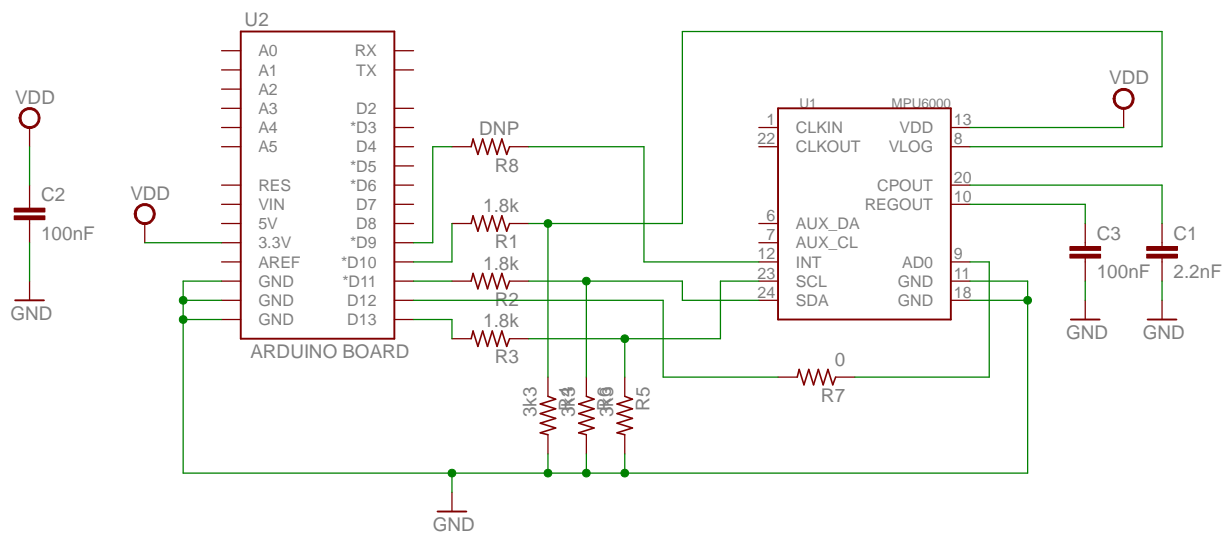 VDD
C2
100nF
GND
VDD
U2
A0
A1
A2
A3
A4
A5
RES
VIN
5V
3.3V
AREF
GND
GND
GND
RX
TX
D2
*D3
D4
*D5
*D6
D7
D8
*D9
*D10
*D11
D12
D13
ARDUINO BOARD
DNP
R8
1.8k
R1
1.8k
R2
1.8k
R3
3k3
3k3
R5
GND
0
R7
U1 MPU6000
1 CLKIN VDD 13
22 CLKOUT VLOG 8
CPOUT 20
REGOUT 10
6 AUX_DA
7 AUX_CL
12 INT AD0 9
23 SCL GND 11
24 SDA GND 18
VDD
C3
100nF
GND
C1
2.2nF
GND